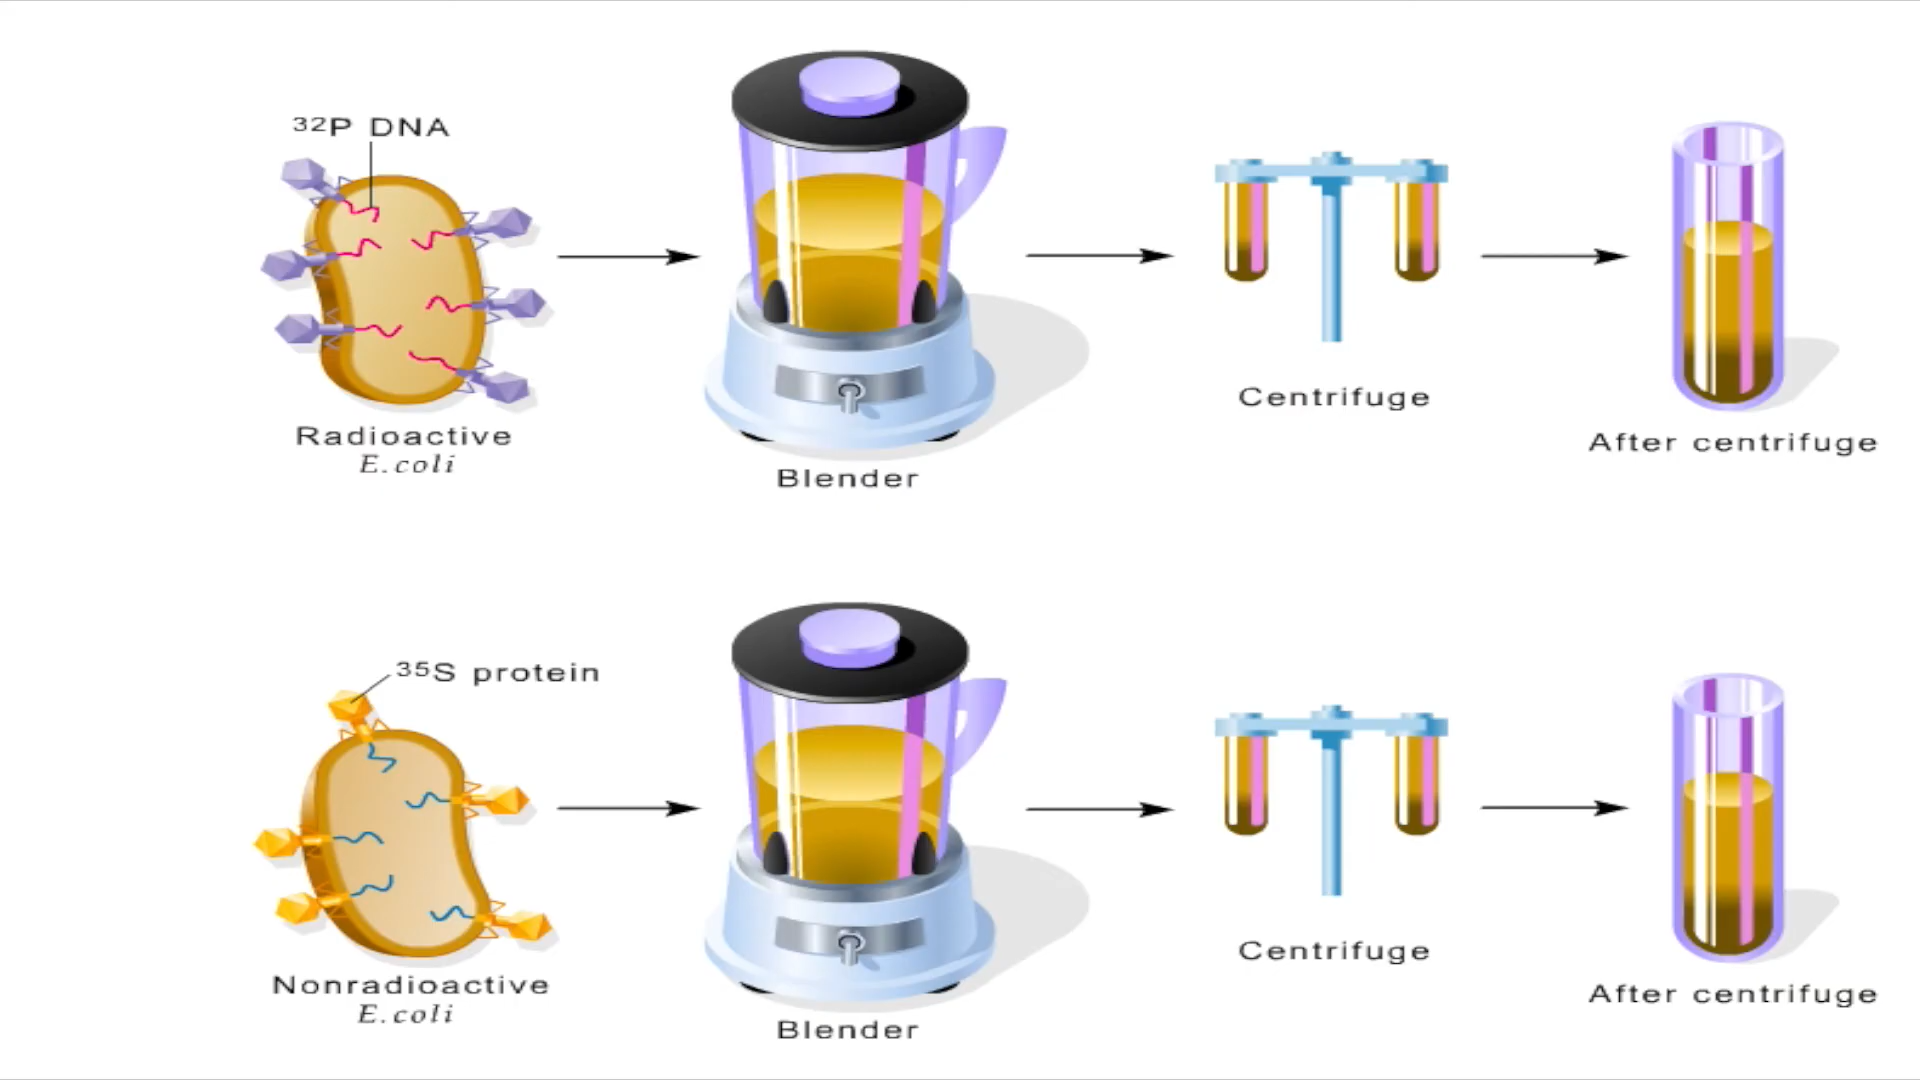 ³²P DNA
Radioactive
E.coli
Blender
Centrifuge
After centrifuge
³⁵S protein
Nonradioactive
E.coli
Blender
Centrifuge
After centrifuge